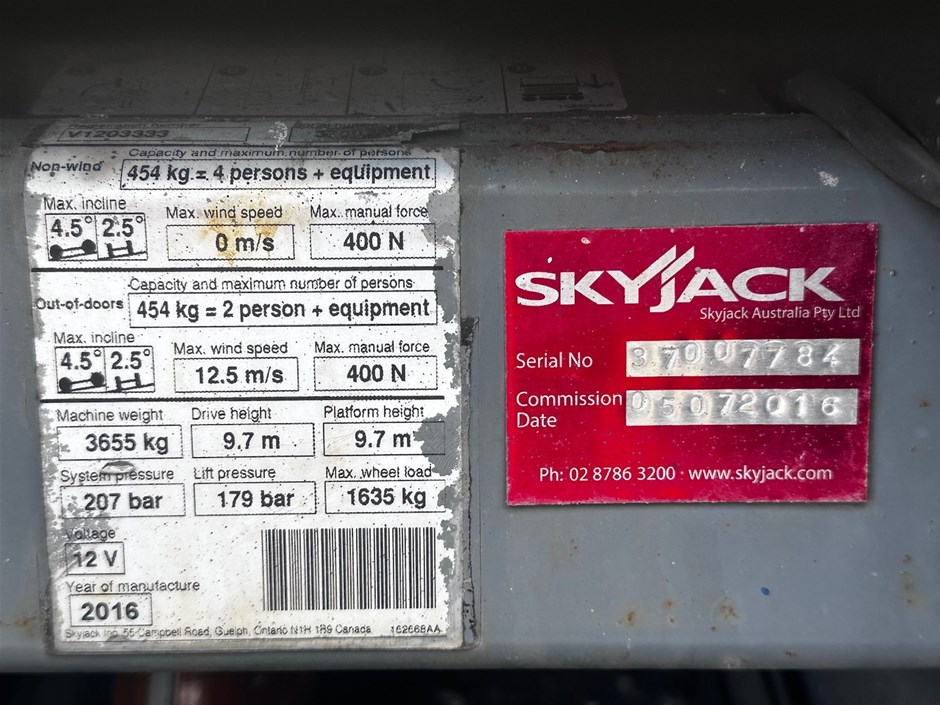 V1203333
Capacity and maximum number of persons
Non-wind
454 kg = 4 persons + equipment
Max. incline
Max. wind speed
Max. manual force
4.5° 2.5°
0 m/s
400 N
Capacity and maximum number of persons
Out-of-doors
454 kg = 2 person + equipment
Max. incline
Max. wind speed
Max. manual force
4.5° 2.5°
12.5 m/s
400 N
Machine weight
Drive height
Platform height
3655 kg
9.7 m
9.7 m
System pressure
Lift pressure
Max. wheel load
207 bar
179 bar
1635 kg
Voltage
12 V
Year of manufacture
2016
Skyjack Inc. 55 Campbell Road, Guelph, Ontario N1H 1B9 Canada
162668AA
SKYJACK
Skyjack Australia Pty Ltd
Serial No 37007784
Commission 05072016
Date
Ph: 02 8786 3200 · www.skyjack.com